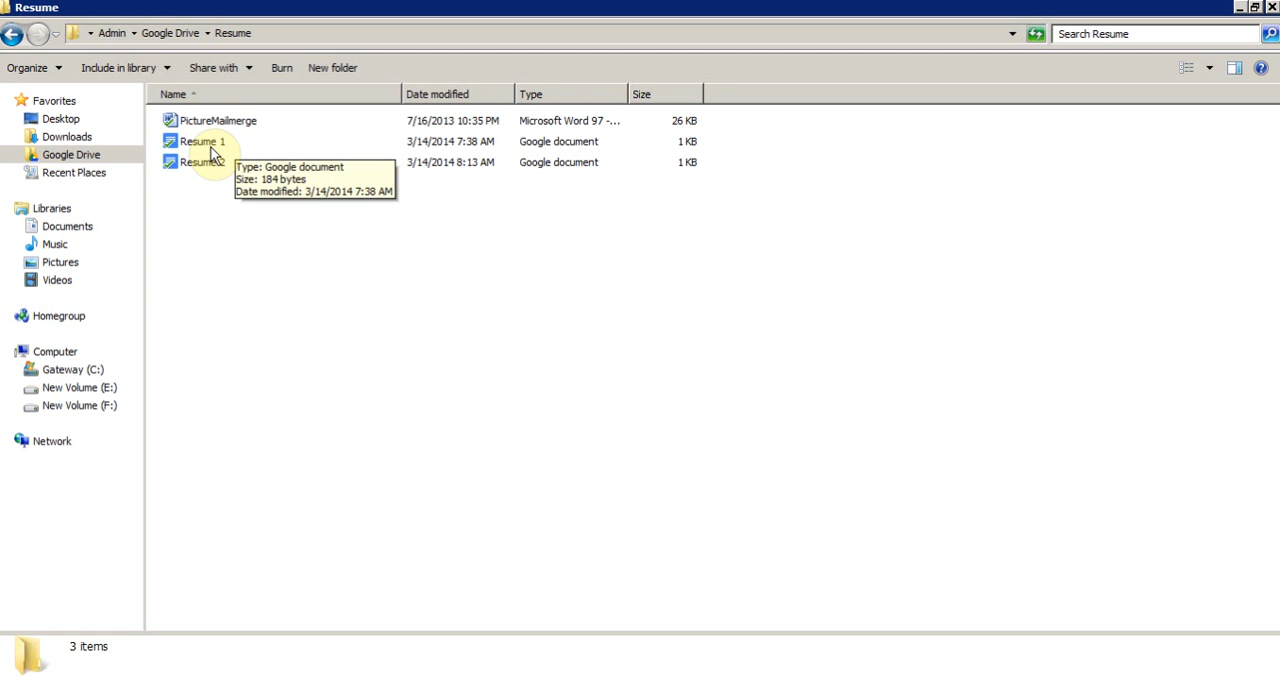 Resume
Admin Google Drive Resume Search Resume
Organize Include in library Share with Burn New folder
Name Date modified Type Size
Favorites
Desktop
Downloads
Google Drive
Recent Places
Libraries
Documents
Music
Pictures
Videos
Homegroup
Computer
Gateway (C:)
New Volume (E:)
New Volume (F:)
Network
PictureMailmerge 7/16/2013 10:35 PM Microsoft Word 97 -... 26 KB
Resume 1 3/14/2014 7:38 AM Google document 1 KB
Resume 2 3/14/2014 8:13 AM Google document 1 KB
Type: Google document
Size: 184 bytes
Date modified: 3/14/2014 7:38 AM
3 items